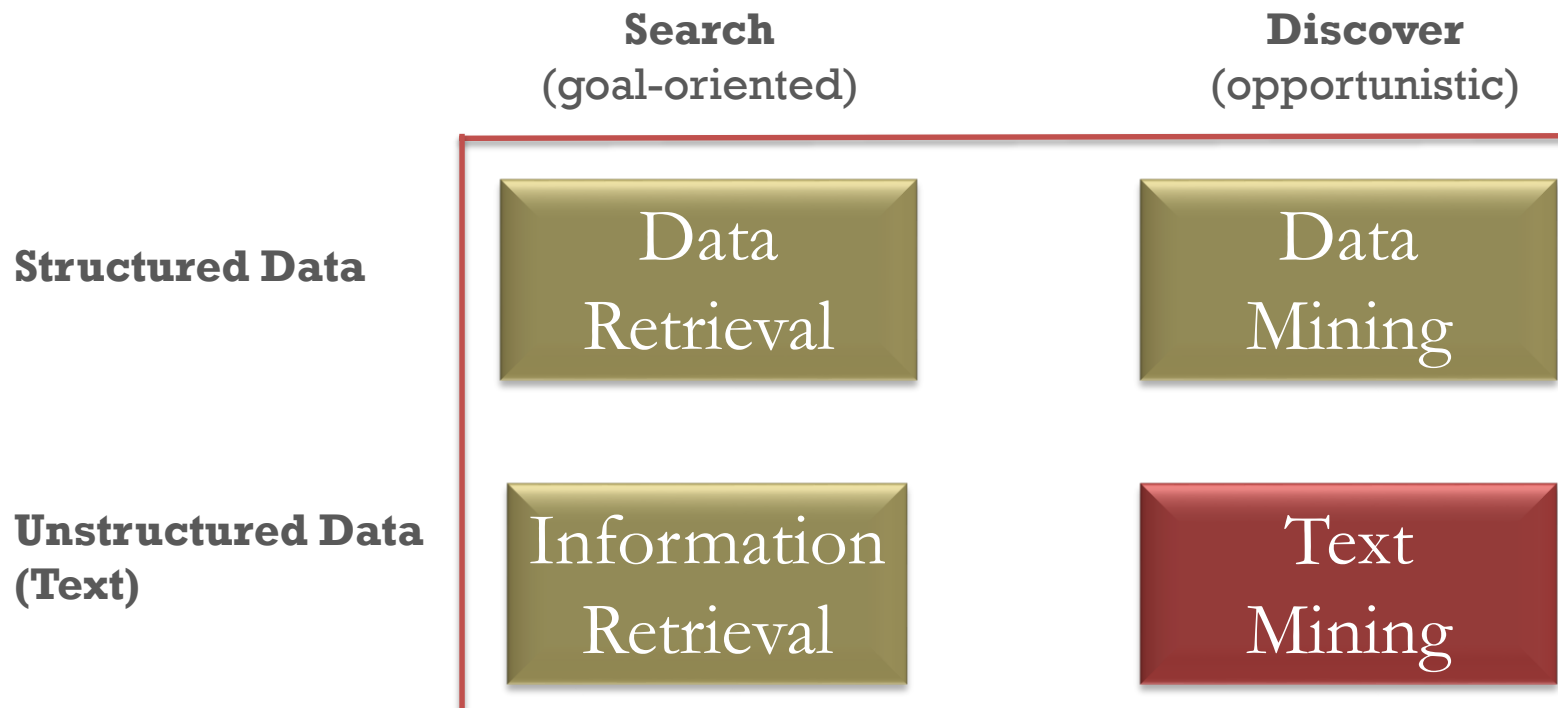 Search
(goal-oriented)
Discover
(opportunistic)
Structured Data
Data
Retrieval
Data
Mining
Unstructured Data
(Text)
Information
Retrieval
Text
Mining